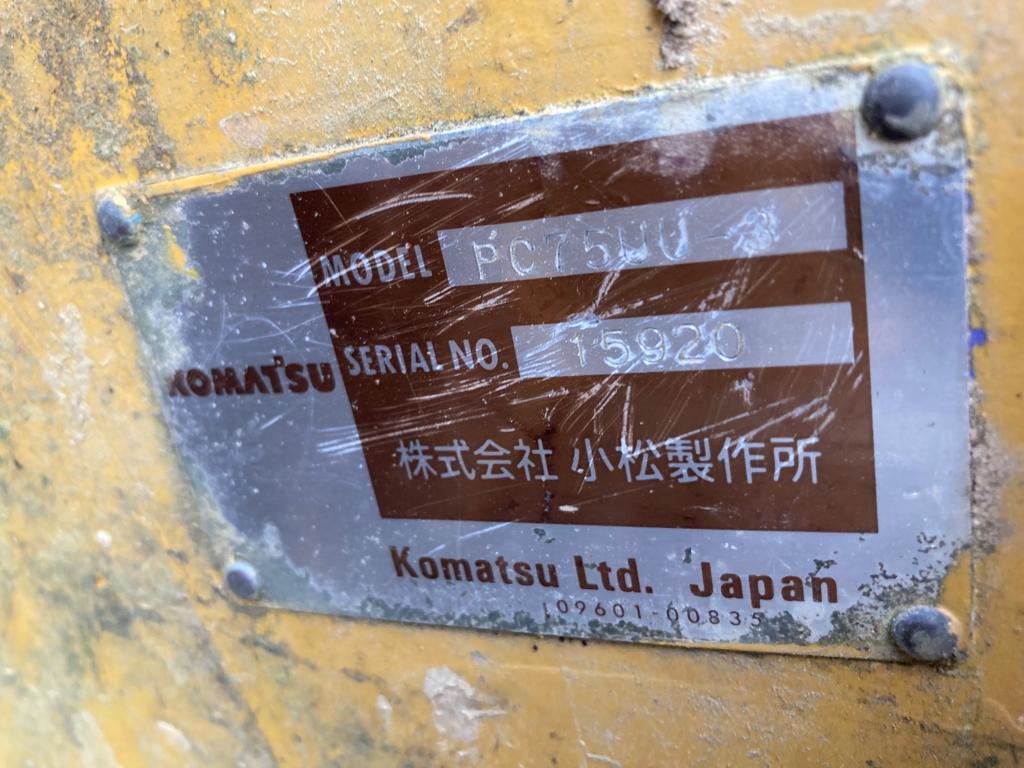 MODEL PC75UU-3
SERIAL NO. 15920
KOMATSU
株式会社 小松製作所
Komatsu Ltd. Japan
09601-00835